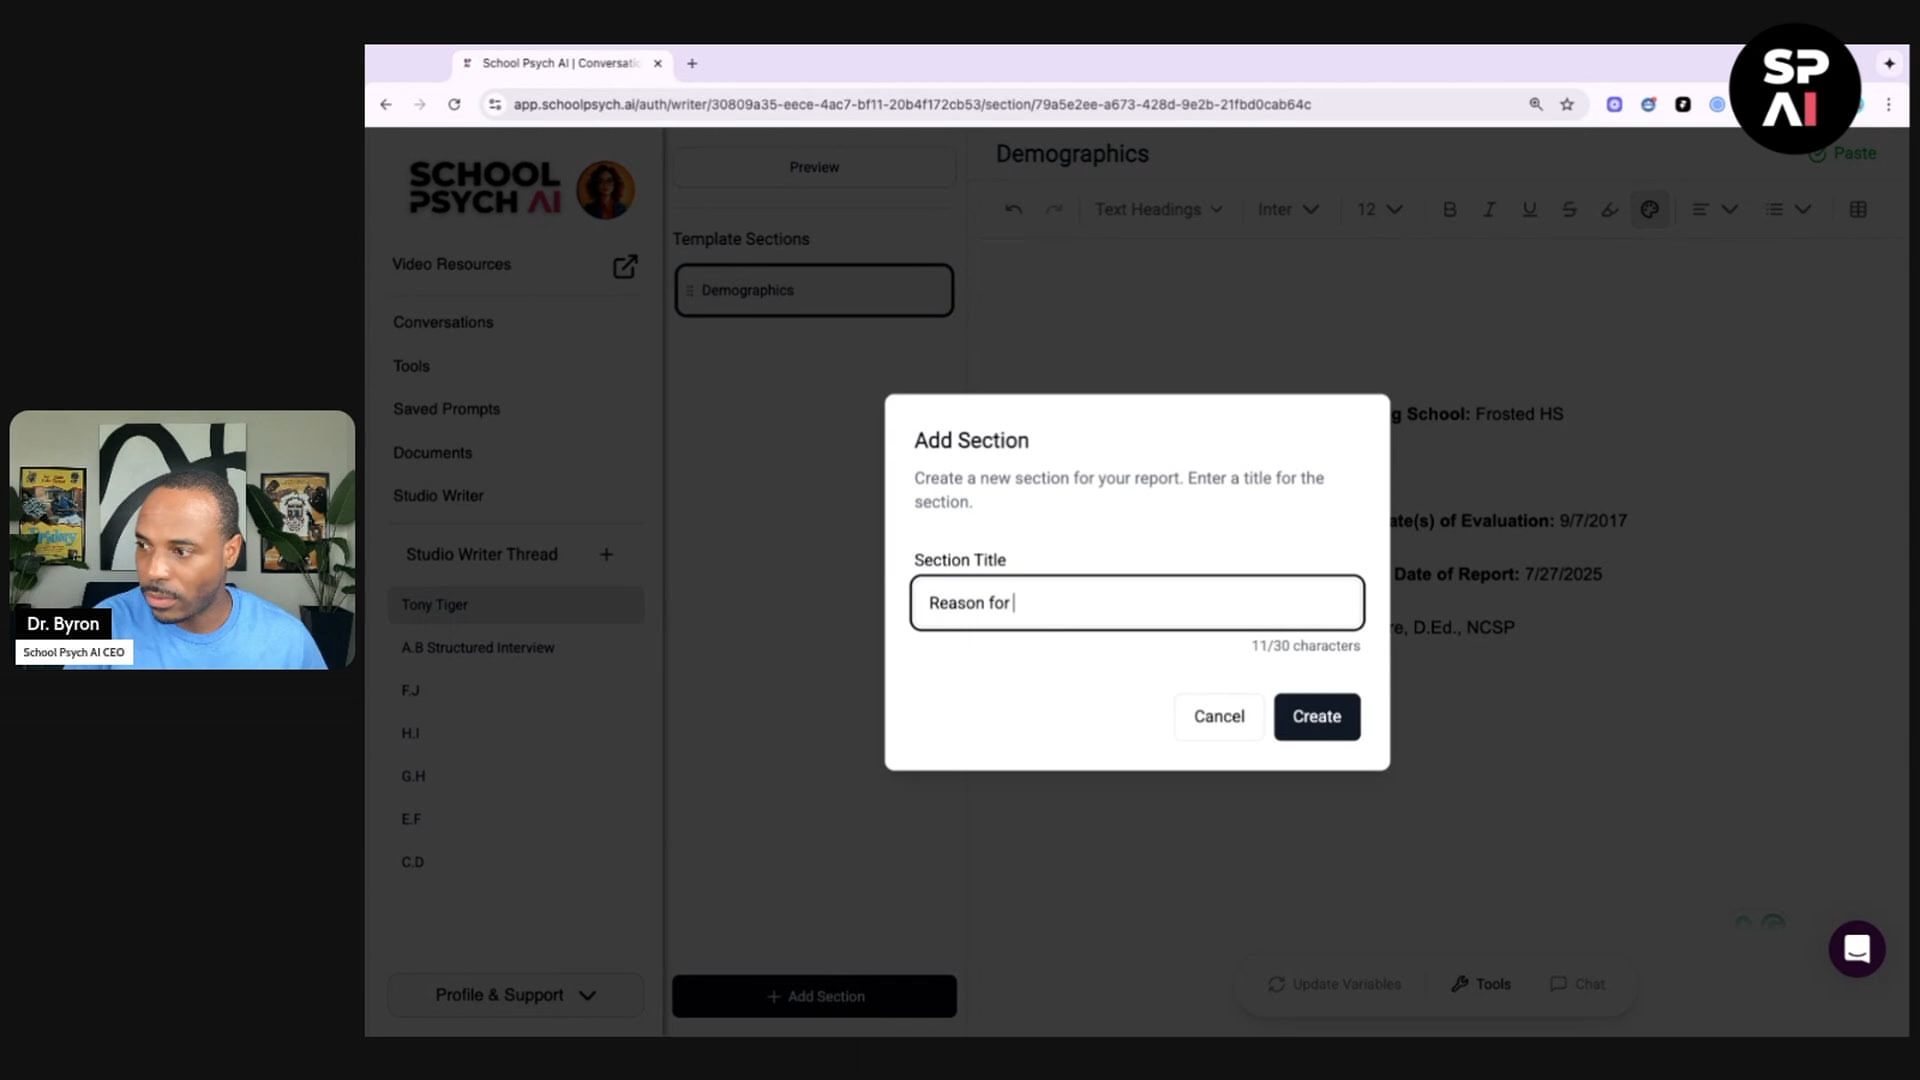 School Psych AI | Conversatio
app.schoolpsych.ai/auth/writer/30809a35-eece-4ac7-bf11-20b4f172cb53/section/79a5e2ee-a673-428d-9e2b-21fbd0cab64c
SP
AI
SCHOOL
PSYCH AI
Video Resources
Conversations
Tools
Saved Prompts
Documents
Studio Writer
Studio Writer Thread
Tony Tiger
A.B Structured Interview
F.J
H.I
G.H
E.F
C.D
Profile & Support
Preview
Template Sections
Demographics
Add Section
Demographics
Paste
Text Headings
Inter
12
B I U S
g School: Frosted HS
ate(s) of Evaluation: 9/7/2017
Date of Report: 7/27/2025
re, D.Ed., NCSP
Add Section
Create a new section for your report. Enter a title for the
section.
Section Title
Reason for
11/30 characters
Cancel
Create
Update Variables
Tools
Chat
Dr. Byron
School Psych AI CEO